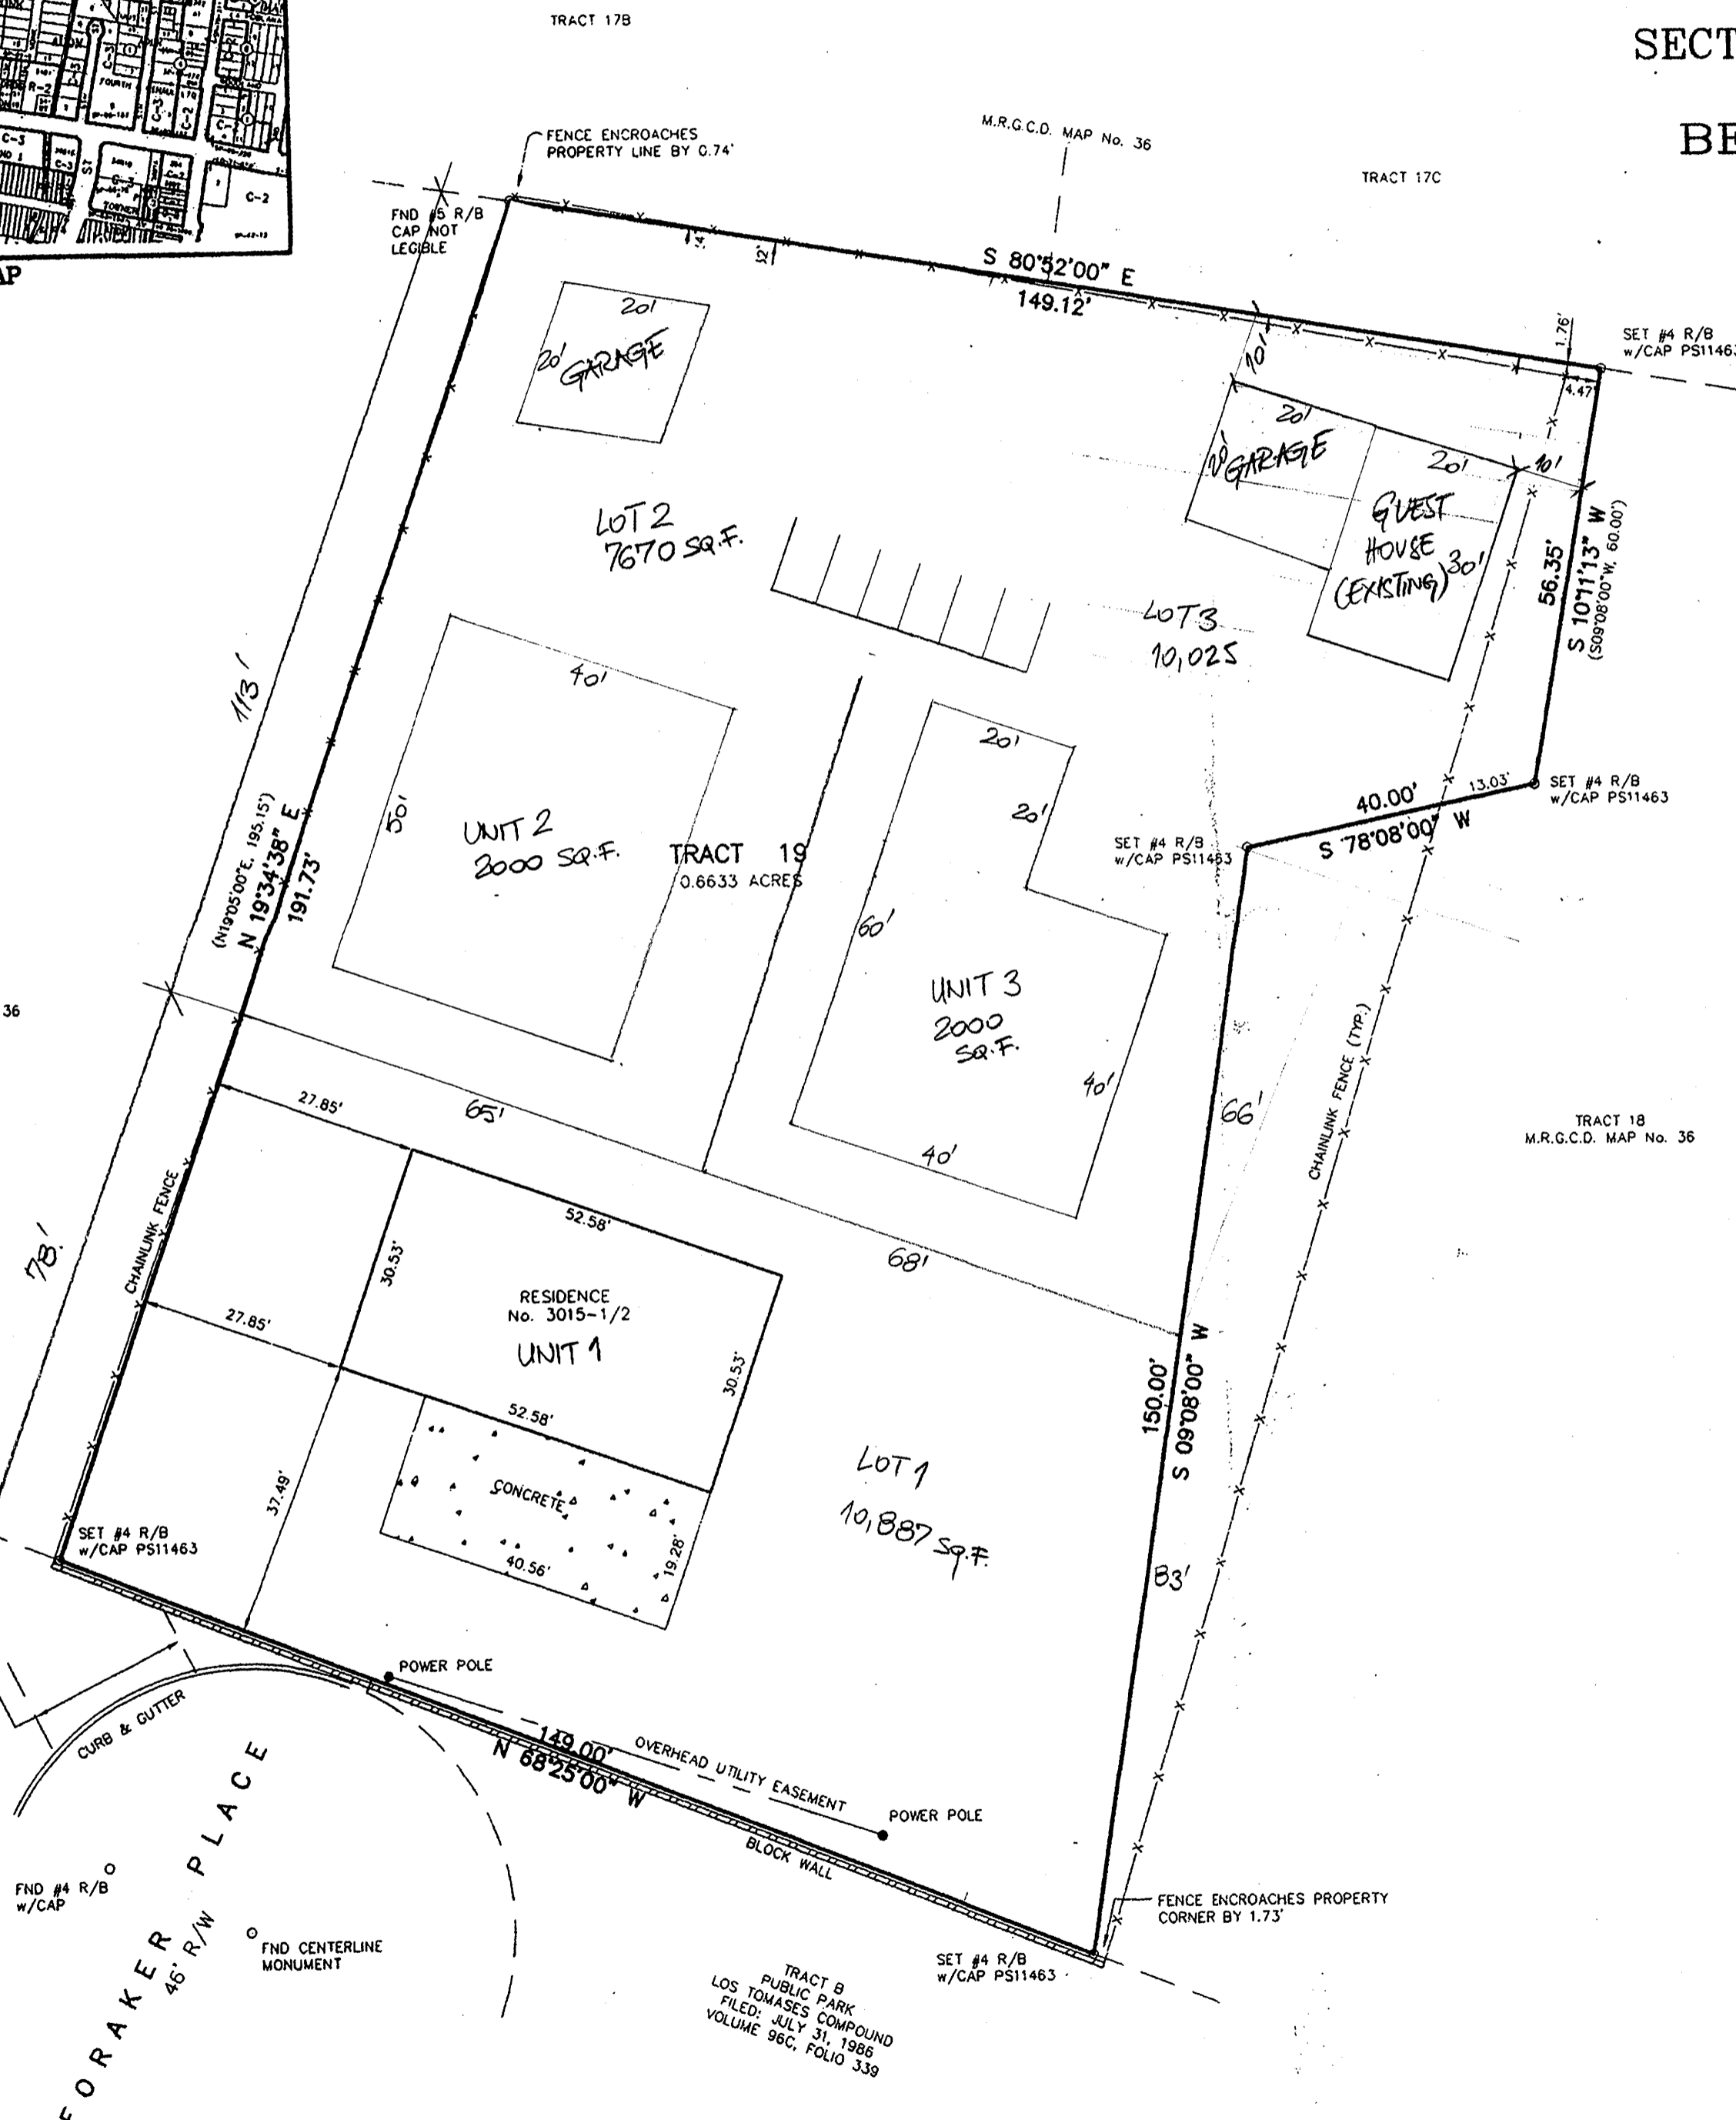 TRACT 17B
SECT
BE
M.R.G.C.D. MAP No. 36
TRACT 17C
FOURTH
R-2
C-3
C-3
C-2
C-2
AP
FENCE ENCROACHES
PROPERTY LINE BY 0.74'
FND #5 R/B
CAP NOT
LEGIBLE
S 80°52'00" E
149.12'
1.76'
SET #4 R/B
w/CAP PS11463
4.47'
20'
20'
GARAGE
10'
20'
GARAGE
20'
10'
GUEST
HOUSE
(EXISTING)
30'
56.35'
S 10°11'13" W
(S09°08'00"W, 60.00')
LOT 2
7670 SQ.F.
LOT 3
10,025
113'
40'
50'
UNIT 2
2000 SQ.F.
TRACT 19
0.6633 ACRES
20'
20'
60'
UNIT 3
2000
SQ.F.
40'
40'
SET #4 R/B
w/CAP PS11463
40.00'
13.03'
S 78°08'00" W
SET #4 R/B
w/CAP PS11463
(N19°05'00"E, 195.15')
N 19°34'38" E
191.73'
36
CHAINLINK FENCE (TYP.)
66'
TRACT 18
M.R.G.C.D. MAP No. 36
27.85'
65'
68'
78'
CHAINLINK FENCE
52.58'
30.53'
RESIDENCE
No. 3015-1/2
UNIT 1
27.85'
30.53'
52.58'
CONCRETE
40.56'
19.28'
37.49'
LOT 1
10,887 SQ.F.
150.00'
S 09°08'00" W
83'
SET #4 R/B
w/CAP PS11463
POWER POLE
CURB & GUTTER
149.00'
N 68°25'00" W
OVERHEAD UTILITY EASEMENT
POWER POLE
BLOCK WALL
FENCE ENCROACHES PROPERTY
CORNER BY 1.73'
SET #4 R/B
w/CAP PS11463
FND #4 R/B
w/CAP
FND CENTERLINE
MONUMENT
FORAKER PLACE
46' R/W
TRACT B
PUBLIC PARK
LOS TOMASES COMPOUND
FILED: JULY 31, 1986
VOLUME 96C, FOLIO 339